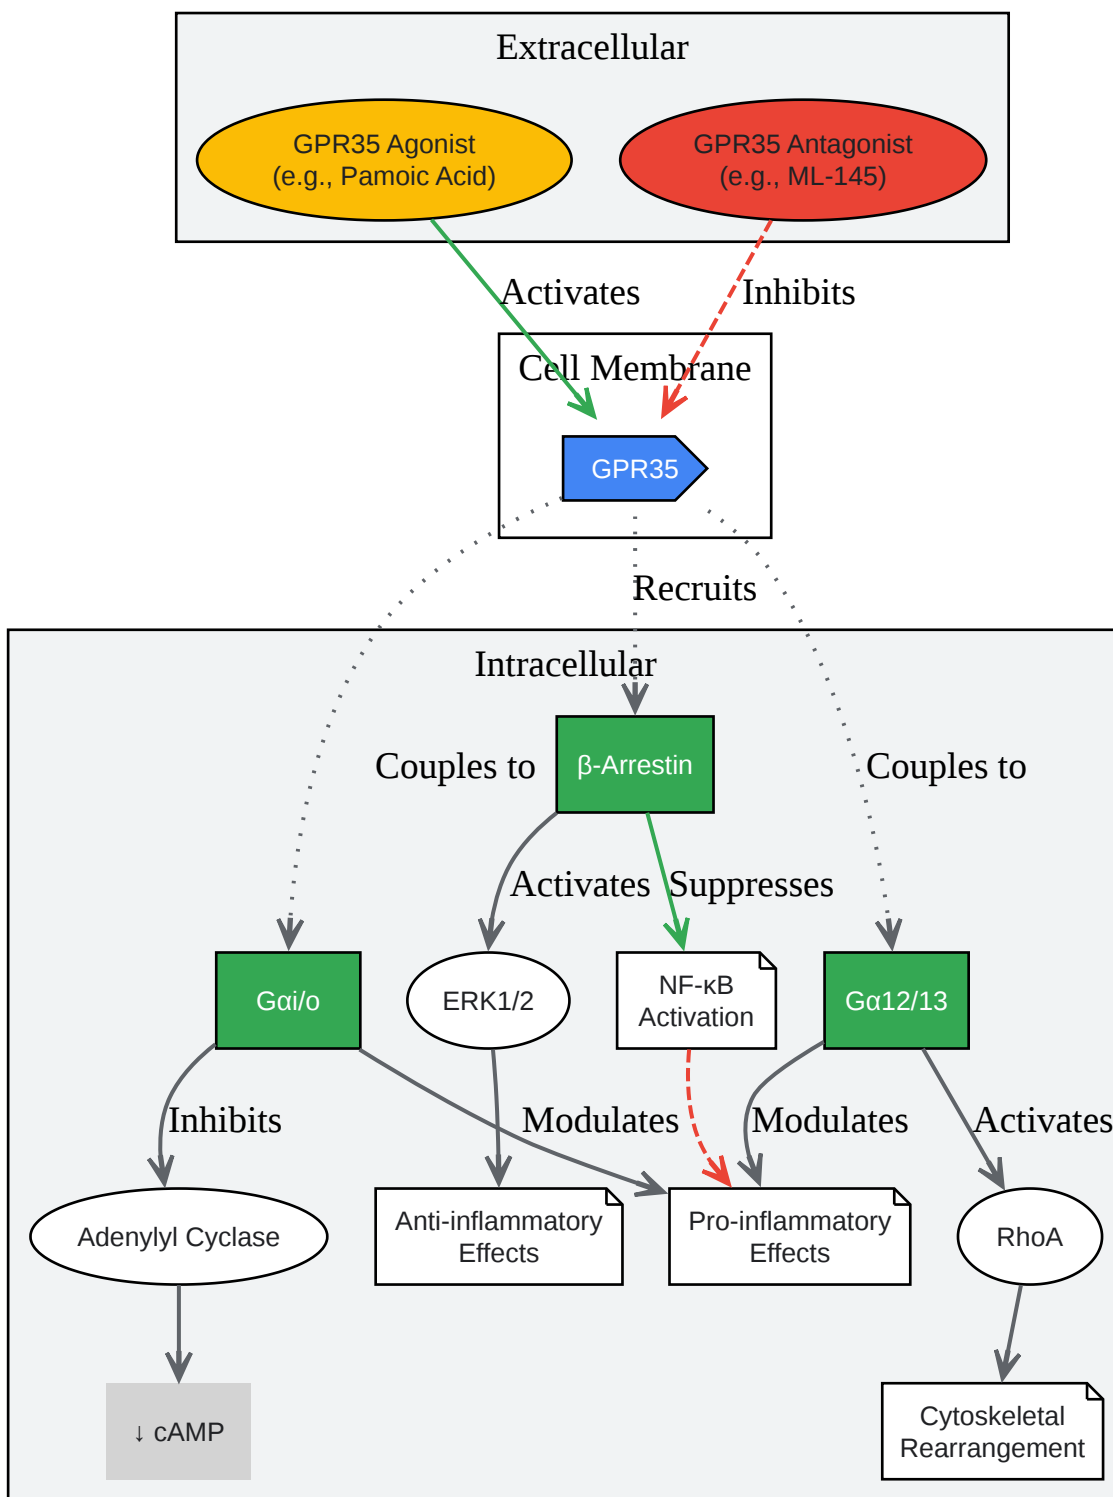 Extracellular
GPR35 Agonist
(e.g., Pamoic Acid)
GPR35 Antagonist
(e.g., ML-145)
Activates
Inhibits
Cell Membrane
GPR35
Recruits
Intracellular
Couples to
β-Arrestin
Couples to
Activates
Suppresses
Gαi/o
ERK1/2
NF-κB
Activation
Gα12/13
Inhibits
Modulates
Modulates
Activates
Adenylyl Cyclase
Anti-inflammatory
Effects
Pro-inflammatory
Effects
RhoA
↓ cAMP
Cytoskeletal
Rearrangement